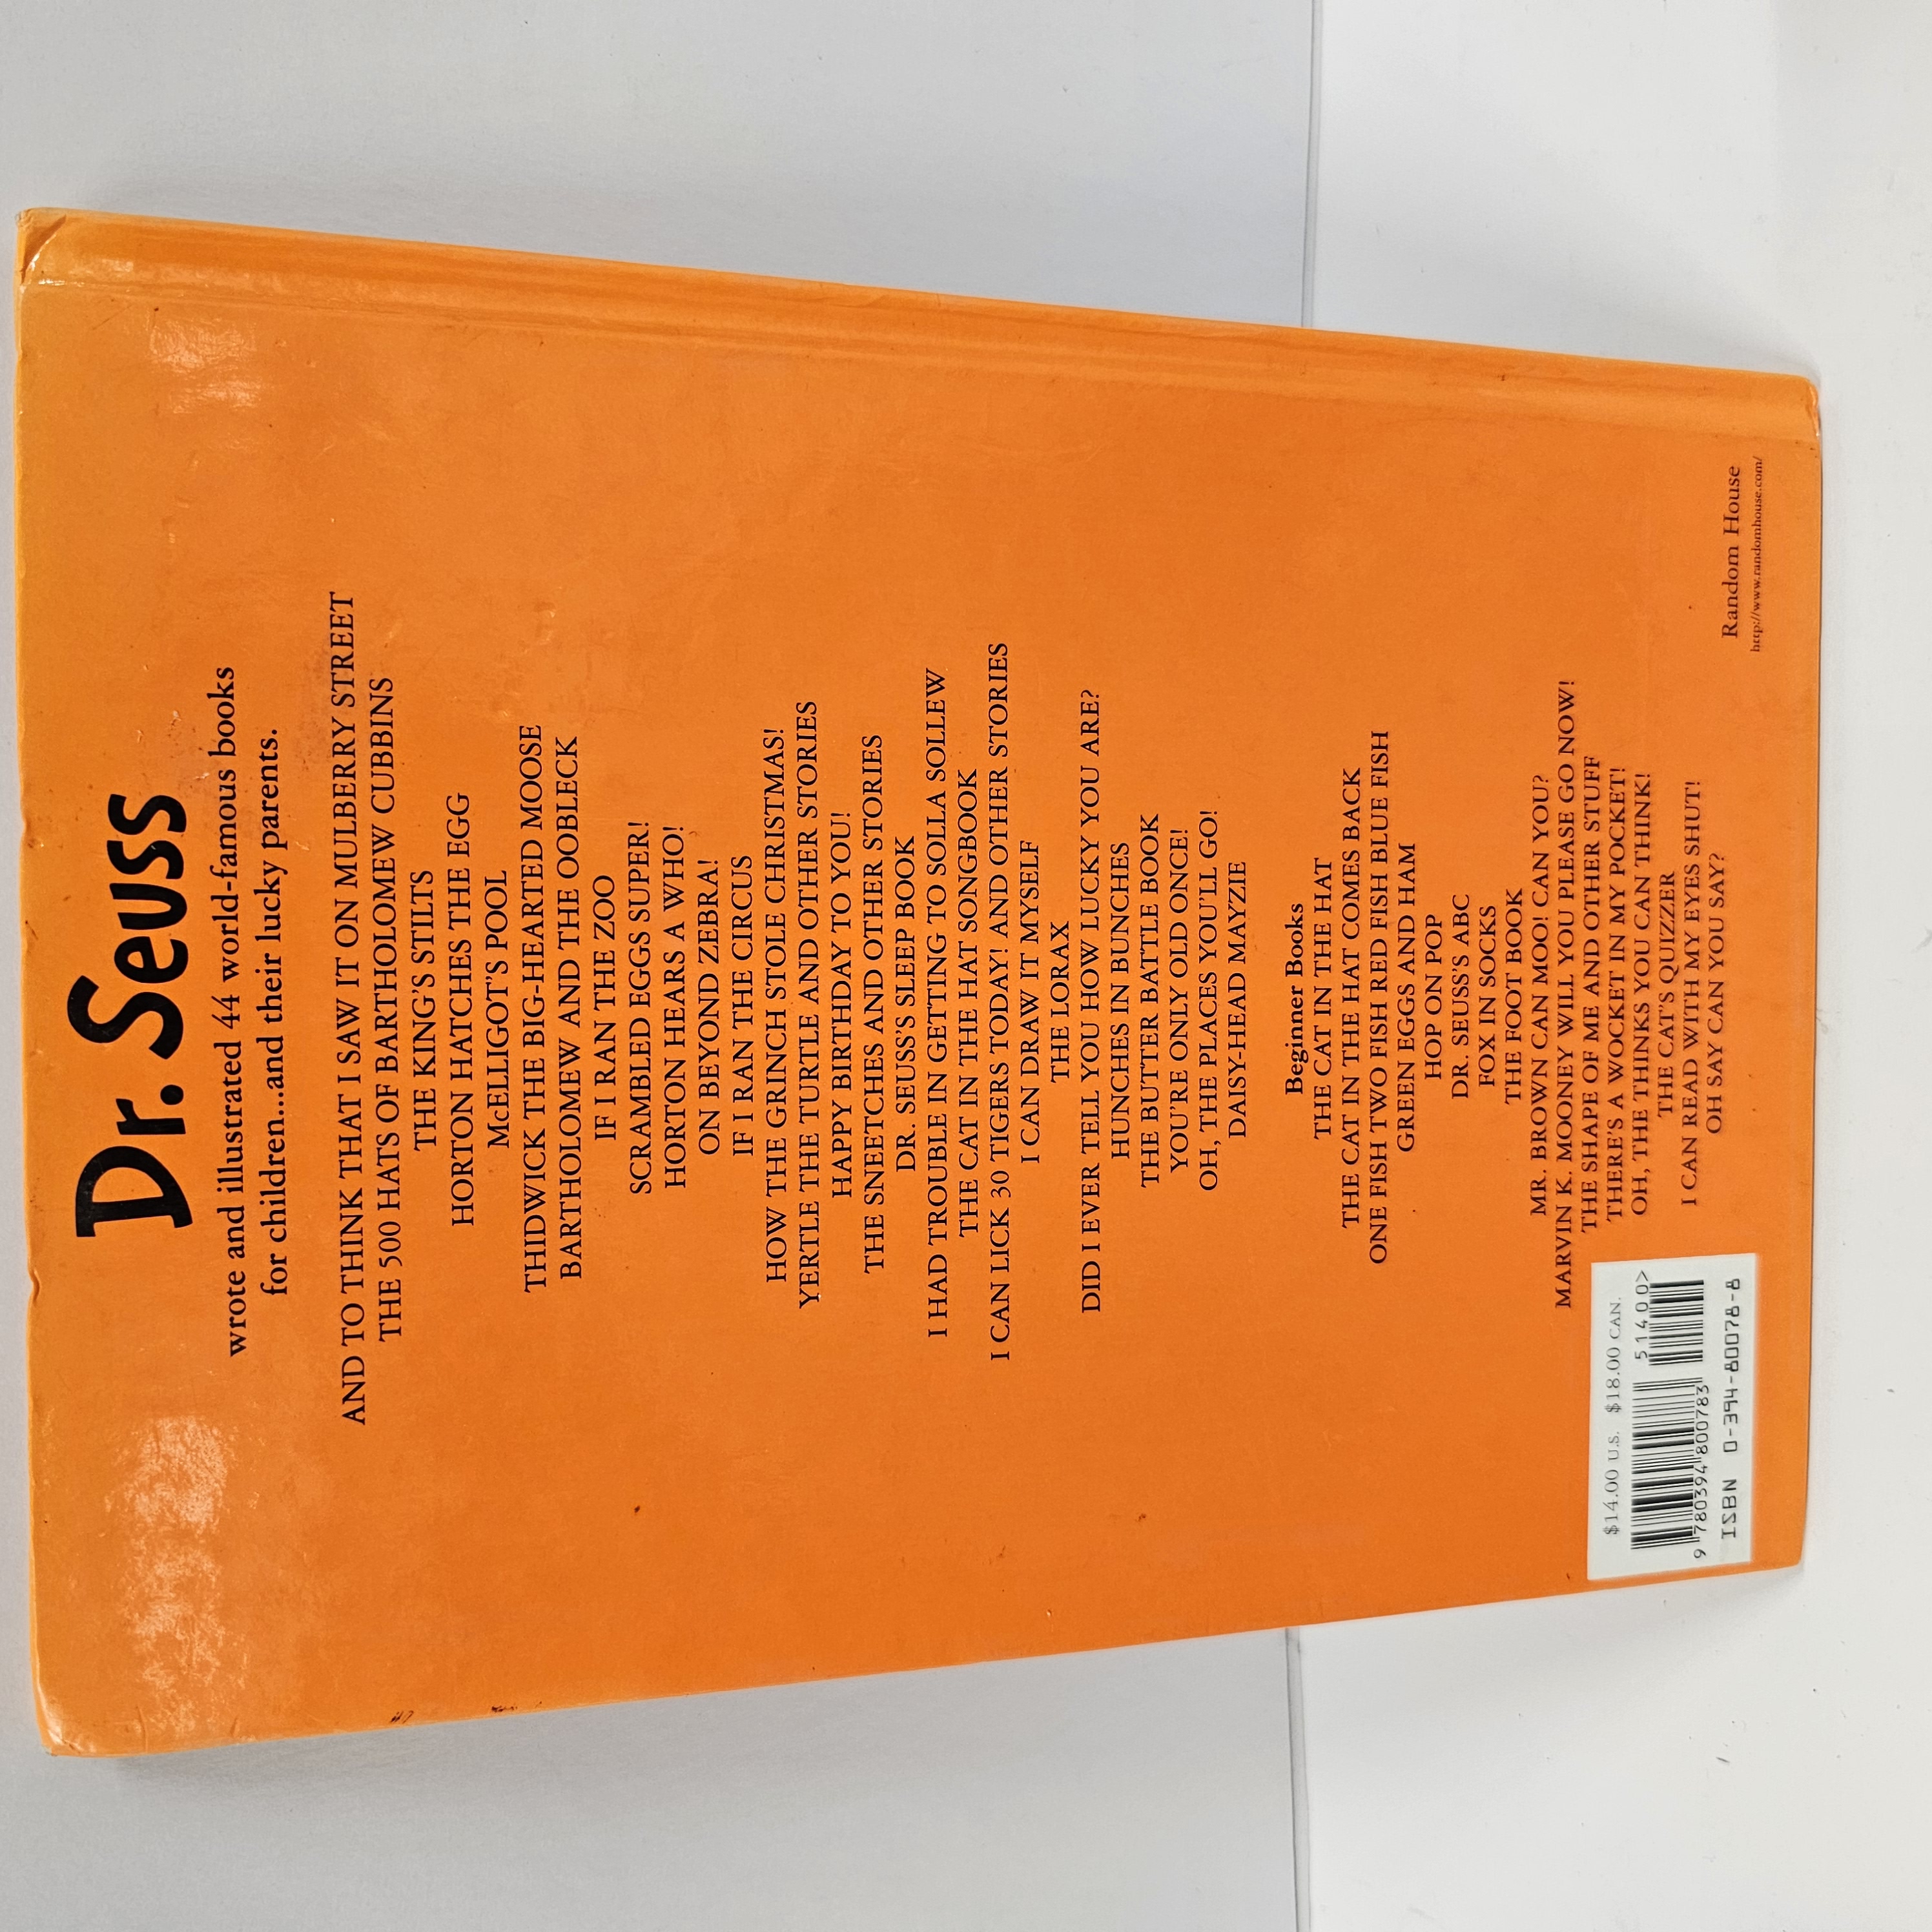 Dr. Seuss
wrote and illustrated 44 world-famous books
for children...and their lucky parents.
AND TO THINK THAT I SAW IT ON MULBERRY STREET
THE 500 HATS OF BARTHOLOMEW CUBBINS
THE KING'S STILTS
HORTON HATCHES THE EGG
McELLIGOT'S POOL
THIDWICK THE BIG-HEARTED MOOSE
BARTHOLOMEW AND THE OOBLECK
IF I RAN THE ZOO
SCRAMBLED EGGS SUPER!
HORTON HEARS A WHO!
ON BEYOND ZEBRA!
IF I RAN THE CIRCUS
HOW THE GRINCH STOLE CHRISTMAS!
YERTLE THE TURTLE AND OTHER STORIES
HAPPY BIRTHDAY TO YOU!
THE SNEETCHES AND OTHER STORIES
DR. SEUSS'S SLEEP BOOK
I HAD TROUBLE IN GETTING TO SOLLA SOLLEW
THE CAT IN THE HAT SONGBOOK
I CAN LICK 30 TIGERS TODAY! AND OTHER STORIES
I CAN DRAW IT MYSELF
THE LORAX
DID I EVER TELL YOU HOW LUCKY YOU ARE?
HUNCHES IN BUNCHES
THE BUTTER BATTLE BOOK
YOU'RE ONLY OLD ONCE!
OH, THE PLACES YOU'LL GO!
DAISY-HEAD MAYZIE
Beginner Books
THE CAT IN THE HAT
THE CAT IN THE HAT COMES BACK
ONE FISH TWO FISH RED FISH BLUE FISH
GREEN EGGS AND HAM
HOP ON POP
DR. SEUSS'S ABC
FOX IN SOCKS
THE FOOT BOOK
MR. BROWN CAN MOO! CAN YOU?
MARVIN K. MOONEY WILL YOU PLEASE GO NOW!
THE SHAPE OF ME AND OTHER STUFF
THERE'S A WOCKET IN MY POCKET!
OH, THE THINKS YOU CAN THINK!
THE CAT'S QUIZZER
I CAN READ WITH MY EYES SHUT!
OH SAY CAN YOU SAY?
$14.00 U.S. $18.00 CAN.
51400>
9 780394 800783
ISBN 0-394-80078-8
Random House
http://www.randomhouse.com/